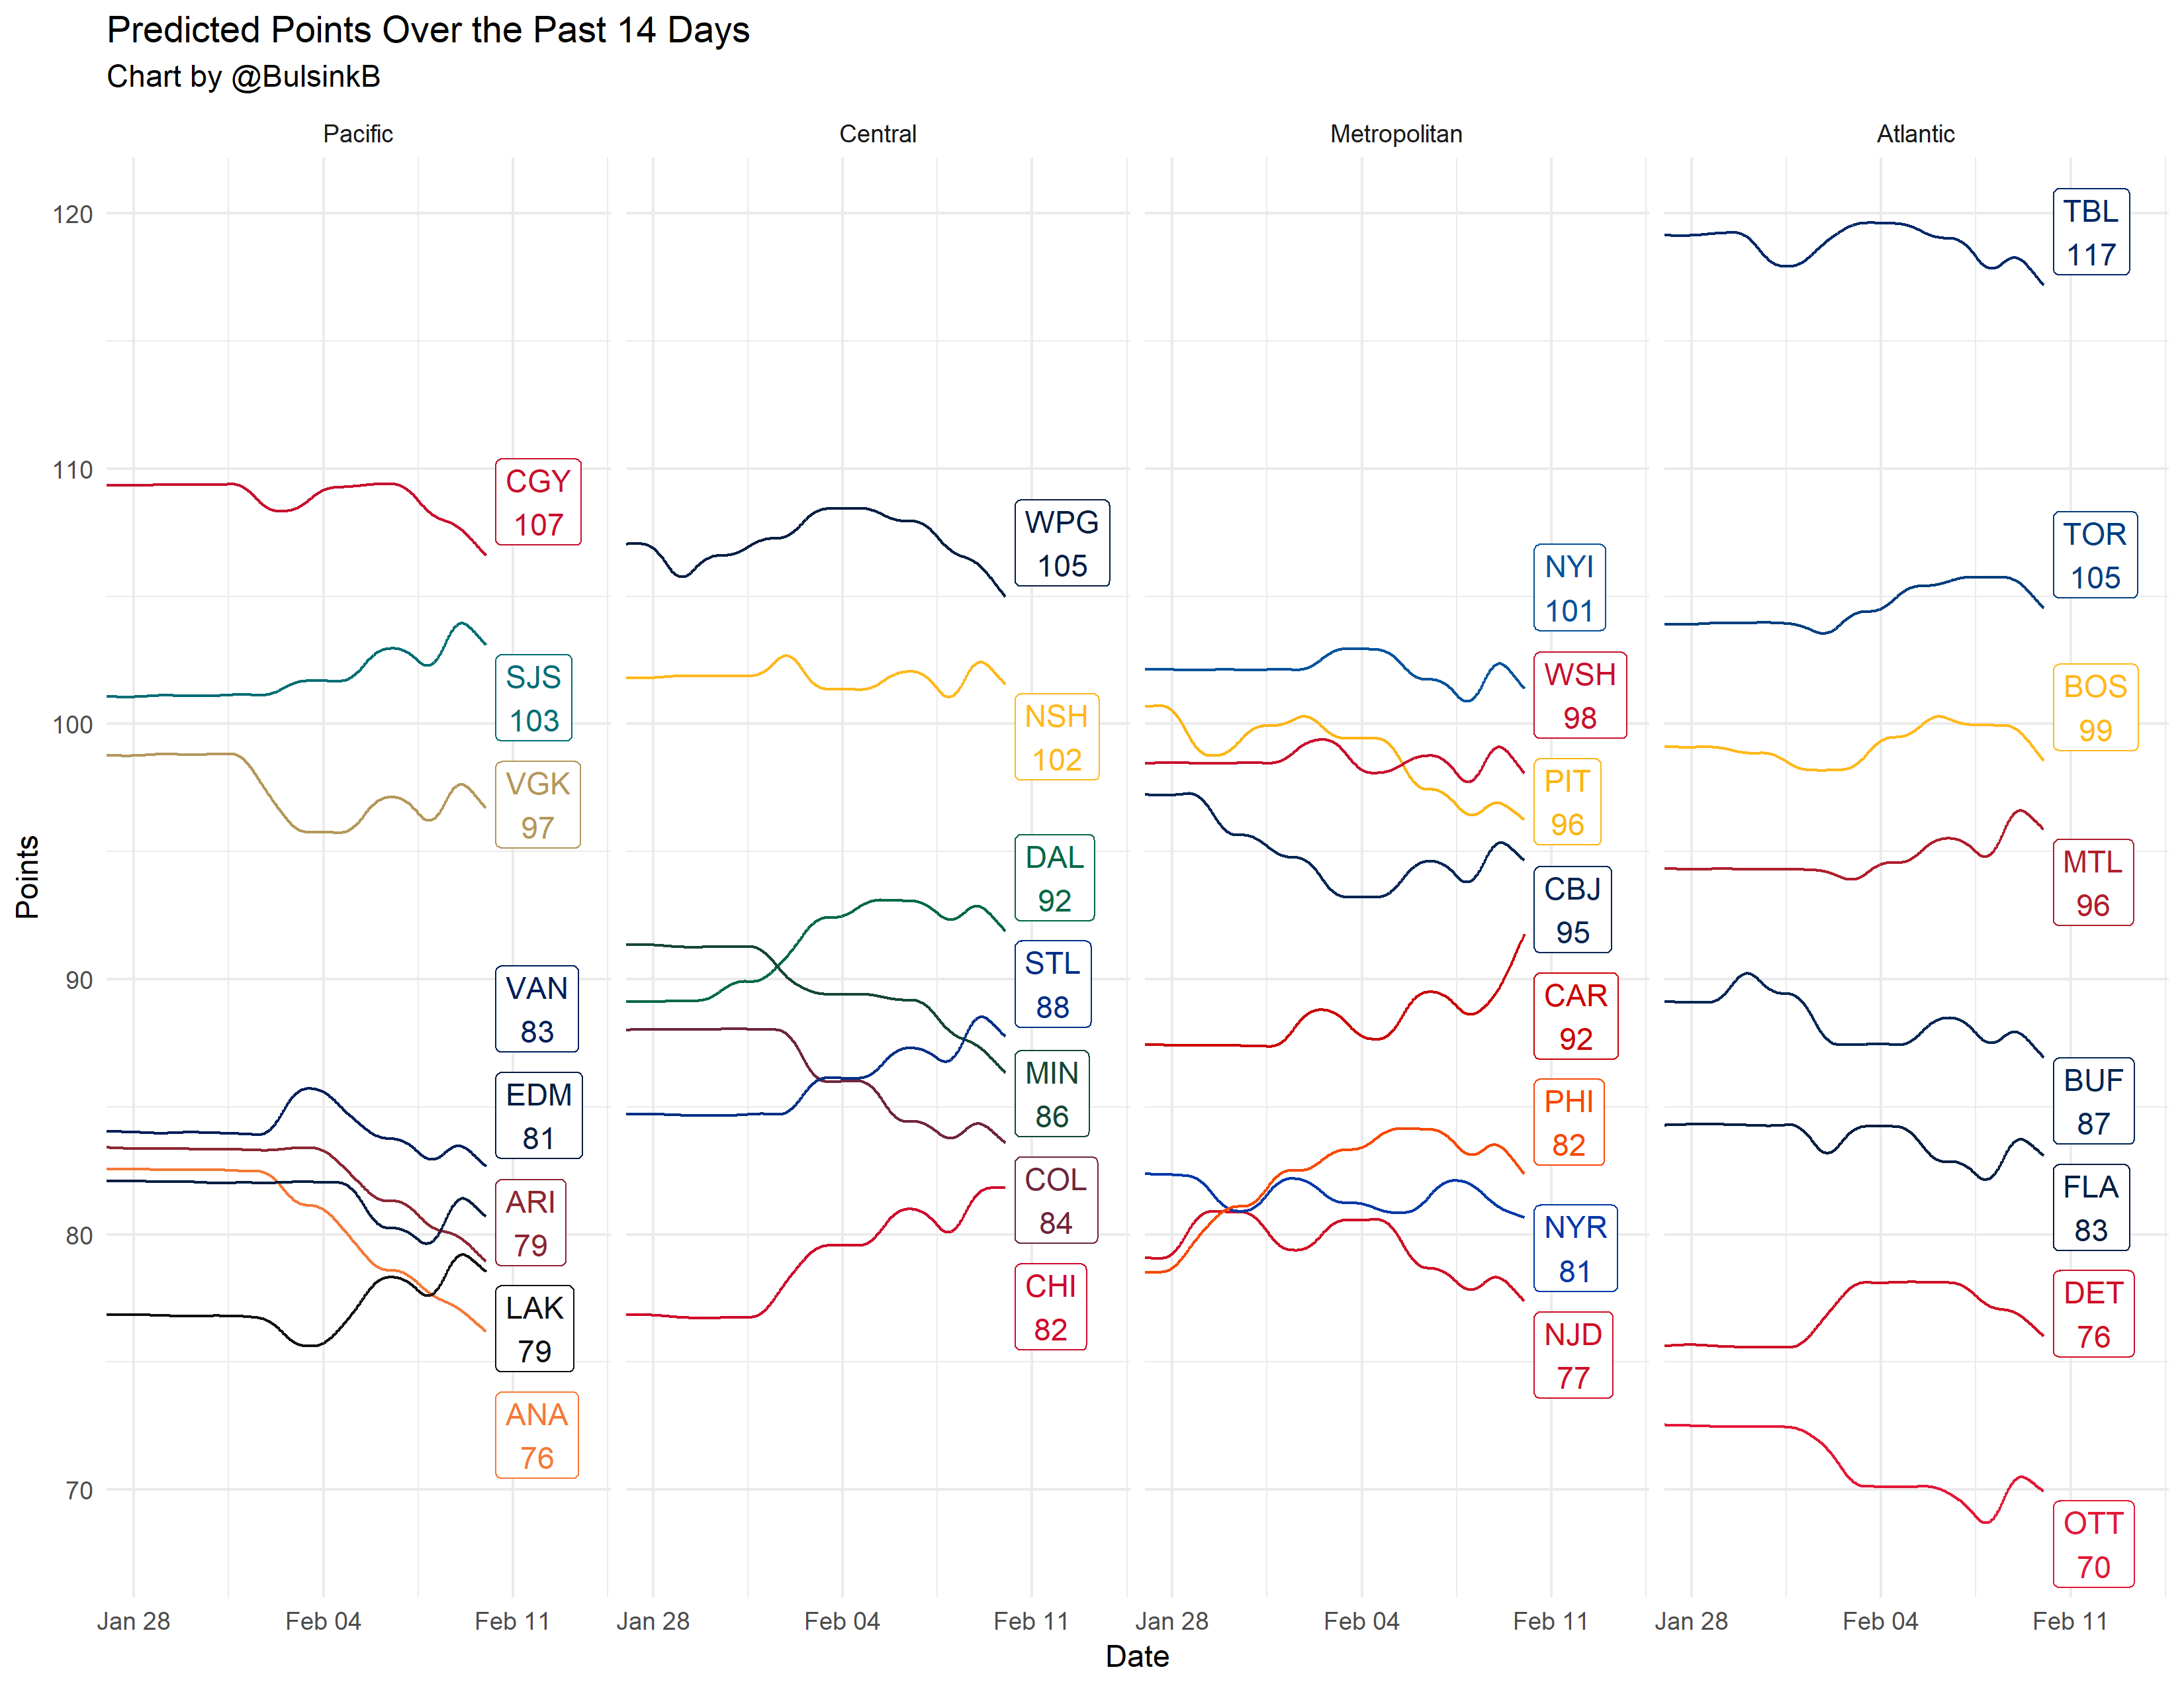 Predicted Points Over the Past 14 Days
Chart by @BulsinkB
Pacific
Central
Metropolitan
Atlantic
Points
120
110
100
90
80
70
CGY
107
SJS
103
VGK
97
VAN
83
EDM
81
ARI
79
LAK
79
ANA
76
WPG
105
NSH
102
DAL
92
STL
88
MIN
86
COL
84
CHI
82
NYI
101
WSH
98
PIT
96
CBJ
95
CAR
92
PHI
82
NYR
81
NJD
77
TBL
117
TOR
105
BOS
99
MTL
96
BUF
87
FLA
83
DET
76
OTT
70
Jan 28 Feb 04 Feb 11 Jan 28 Feb 04 Feb 11 Jan 28 Feb 04 Feb 11 Jan 28 Feb 04 Feb 11
Date